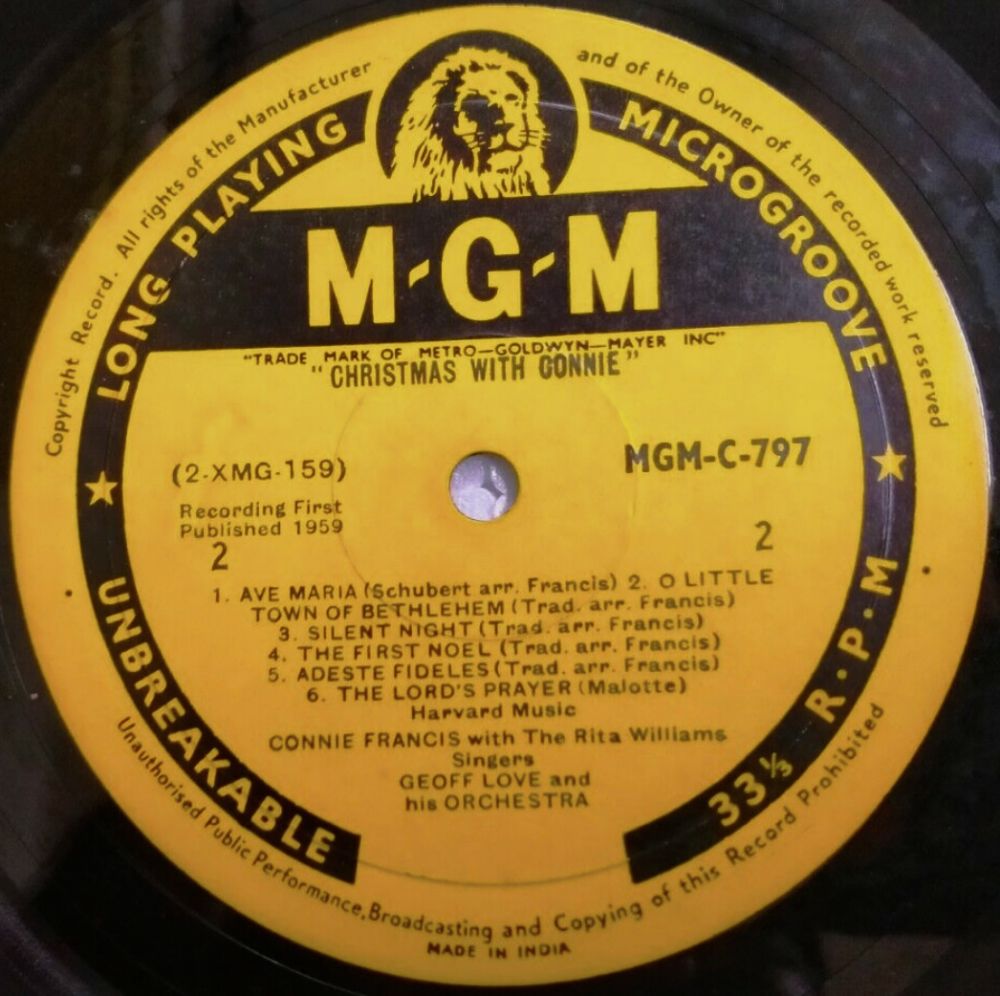 Copyright Record. All rights of the Manufacturer and of the Owner of the recorded work reserved
LONG PLAYING MICROGROOVE
M-G-M
"TRADE MARK OF METRO—GOLDWYN—MAYER INC"
"CHRISTMAS WITH CONNIE"
(2-XMG-159) MGM-C-797
Recording First
Published 1959
2 2
1. AVE MARIA (Schubert arr. Francis) 2. O LITTLE
TOWN OF BETHLEHEM (Trad. arr. Francis)
3. SILENT NIGHT (Trad. arr. Francis)
4. THE FIRST NOEL (Trad. arr. Francis)
5. ADESTE FIDELES (Trad. arr. Francis)
6. THE LORD'S PRAYER (Malotte)
Harvard Music
CONNIE FRANCIS with The Rita Williams
Singers
GEOFF LOVE and
his ORCHESTRA
UNBREAKABLE 33⅓ R·P·M
Unauthorised Public Performance, Broadcasting and Copying of this Record Prohibited
MADE IN INDIA